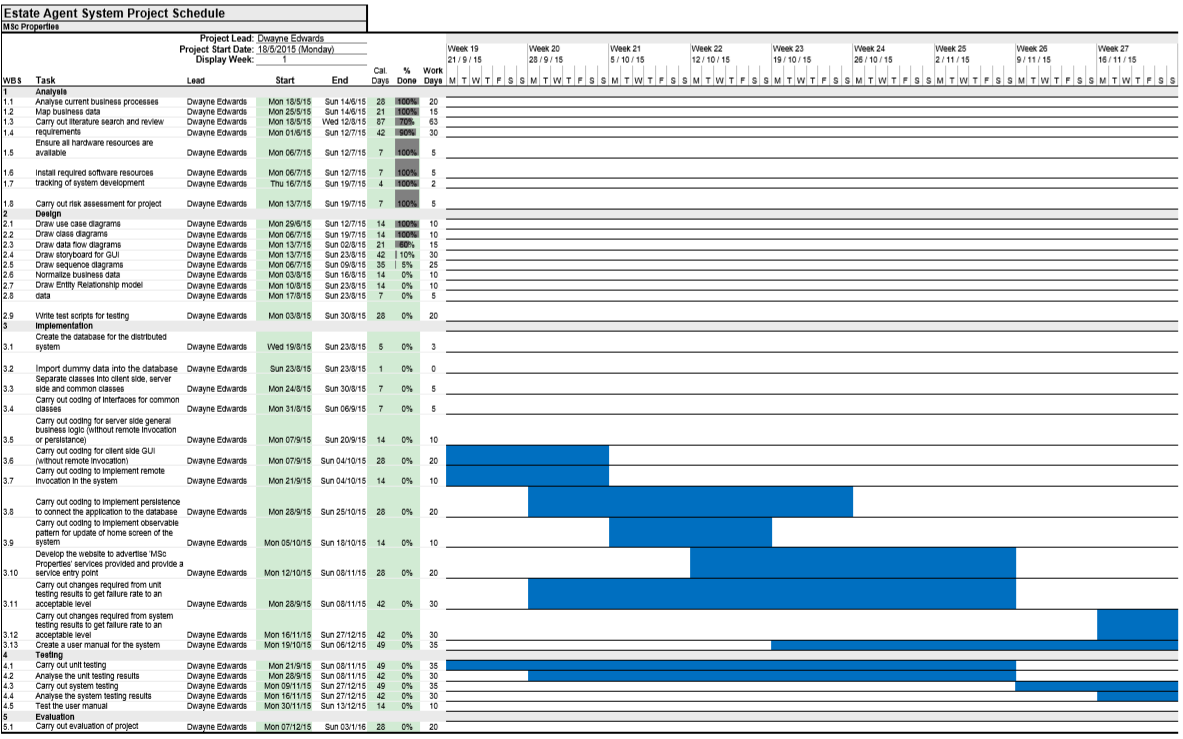 Estate Agent System Project Schedule
MSc Properties
Project Lead: Dwayne Edwards
Project Start Date: 18/5/2015 (Monday)
Display Week: 1
Week 19 Week 20 Week 21 Week 22 Week 23 Week 24 Week 25 Week 26 Week 27
21 / 9 / 15 28 / 9 / 15 5 / 10 / 15 12 / 10 / 15 19 / 10 / 15 26 / 10 / 15 2 / 11 / 15 9 / 11 / 15 16 / 11 / 15
WBS Task Lead Start End Cal. Days % Done Work Days M T W T F S S M T W T F S S M T W T F S S M T W T F S S M T W T F S S M T W T F S S M T W T F S S M T W T F S S M T W T F S S
1 Analysis
1.1 Analyse current business processes Dwayne Edwards Mon 18/5/15 Sun 14/6/15 28 100% 20
1.2 Map business data Dwayne Edwards Mon 25/5/15 Sun 14/6/15 21 100% 15
1.3 Carry out literature search and review Dwayne Edwards Mon 18/5/15 Wed 12/8/15 87 70% 63
1.4 requirements Dwayne Edwards Mon 01/6/15 Sun 12/7/15 42 90% 30
Ensure all hardware resources are
1.5 available Dwayne Edwards Mon 06/7/15 Sun 12/7/15 7 100% 5
1.6 Install required software resources Dwayne Edwards Mon 06/7/15 Sun 12/7/15 7 100% 5
1.7 tracking of system development Dwayne Edwards Thu 16/7/15 Sun 19/7/15 4 100% 2
1.8 Carry out risk assessment for project Dwayne Edwards Mon 13/7/15 Sun 19/7/15 7 100% 5
2 Design
2.1 Draw use case diagrams Dwayne Edwards Mon 29/6/15 Sun 12/7/15 14 100% 10
2.2 Draw class diagrams Dwayne Edwards Mon 06/7/15 Sun 19/7/15 14 100% 10
2.3 Draw data flow diagrams Dwayne Edwards Mon 13/7/15 Sun 02/8/15 21 60% 15
2.4 Draw storyboard for GUI Dwayne Edwards Mon 13/7/15 Sun 23/8/15 42 10% 30
2.5 Draw sequence diagrams Dwayne Edwards Mon 06/7/15 Sun 09/8/15 35 5% 25
2.6 Normalize business data Dwayne Edwards Mon 03/8/15 Sun 16/8/15 14 0% 10
2.7 Draw Entity Relationship model Dwayne Edwards Mon 10/8/15 Sun 23/8/15 14 0% 10
2.8 data Dwayne Edwards Mon 17/8/15 Sun 23/8/15 7 0% 5
2.9 Write test scripts for testing Dwayne Edwards Mon 03/8/15 Sun 30/8/15 28 0% 20
3 Implementation
Create the database for the distributed
3.1 system Dwayne Edwards Wed 19/8/15 Sun 23/8/15 5 0% 3
3.2 Import dummy data into the database Dwayne Edwards Sun 23/8/15 Sun 23/8/15 1 0% 0
Separate classes into client side, server
3.3 side and common classes Dwayne Edwards Mon 24/8/15 Sun 30/8/15 7 0% 5
Carry out coding of interfaces for common
3.4 classes Dwayne Edwards Mon 31/8/15 Sun 06/9/15 7 0% 5
Carry out coding for server side general
business logic (without remote invocation
3.5 or persistance) Dwayne Edwards Mon 07/9/15 Sun 20/9/15 14 0% 10
Carry out coding for client side GUI
3.6 (without remote invocation) Dwayne Edwards Mon 07/9/15 Sun 04/10/15 28 0% 20
Carry out coding to implement remote
3.7 invocation in the system Dwayne Edwards Mon 21/9/15 Sun 04/10/15 14 0% 10
Carry out coding to implement persistence
3.8 to connect the application to the database Dwayne Edwards Mon 28/9/15 Sun 25/10/15 28 0% 20
Carry out coding to implement observable
pattern for update of home screen of the
3.9 system Dwayne Edwards Mon 05/10/15 Sun 18/10/15 14 0% 10
Develop the website to advertise 'MSc
Properties' services provided and provide a
3.10 service entry point Dwayne Edwards Mon 12/10/15 Sun 08/11/15 28 0% 20
Carry out changes required from unit
testing results to get failure rate to an
3.11 acceptable level Dwayne Edwards Mon 28/9/15 Sun 08/11/15 42 0% 30
Carry out changes required from system
testing results to get failure rate to an
3.12 acceptable level Dwayne Edwards Mon 16/11/15 Sun 27/12/15 42 0% 30
3.13 Create a user manual for the system Dwayne Edwards Mon 19/10/15 Sun 06/12/15 49 0% 35
4 Testing
4.1 Carry out unit testing Dwayne Edwards Mon 21/9/15 Sun 08/11/15 49 0% 35
4.2 Analyse the unit testing results Dwayne Edwards Mon 28/9/15 Sun 08/11/15 42 0% 30
4.3 Carry out system testing Dwayne Edwards Mon 09/11/15 Sun 27/12/15 49 0% 35
4.4 Analyse the system testing results Dwayne Edwards Mon 16/11/15 Sun 27/12/15 42 0% 30
4.5 Test the user manual Dwayne Edwards Mon 30/11/15 Sun 13/12/15 14 0% 10
5 Evaluation
5.1 Carry out evaluation of project Dwayne Edwards Mon 07/12/15 Sun 03/1/16 28 0% 20